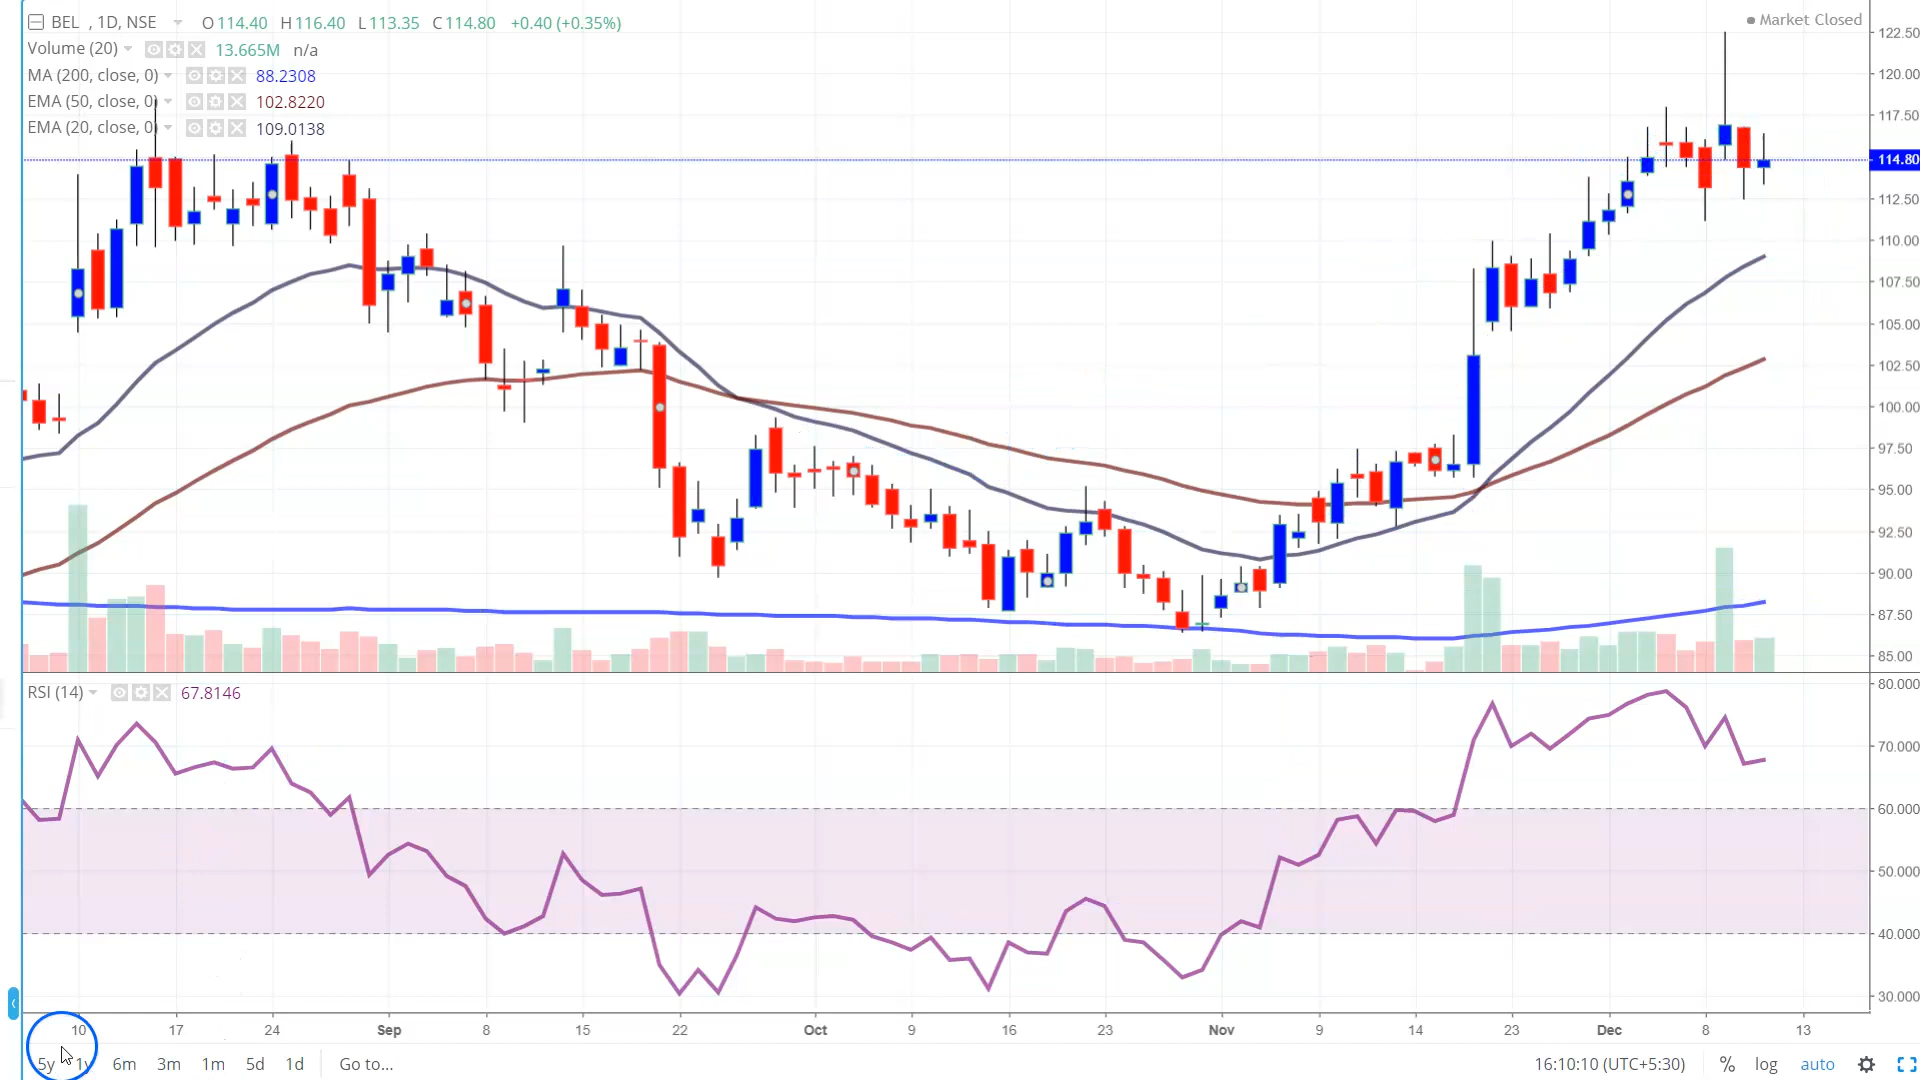 BEL , 1D, NSE O 114.40 H 116.40 L 113.35 C 114.80 +0.40 (+0.35%)
Market Closed
Volume (20) 13.665M n/a
MA (200, close, 0) 88.2308
EMA (50, close, 0) 102.8220
EMA (20, close, 0) 109.0138
122.50
120.00
117.50
114.80
112.50
110.00
107.50
105.00
102.50
100.00
97.50
95.00
92.50
90.00
87.50
85.00
RSI (14) 67.8146
80.000
70.000
60.000
50.000
40.000
30.000
10 17 24 Sep 8 15 22 Oct 9 16 23 Nov 9 14 23 Dec 8 13
5y 1y 6m 3m 1m 5d 1d Go to... 16:10:10 (UTC+5:30) % log auto